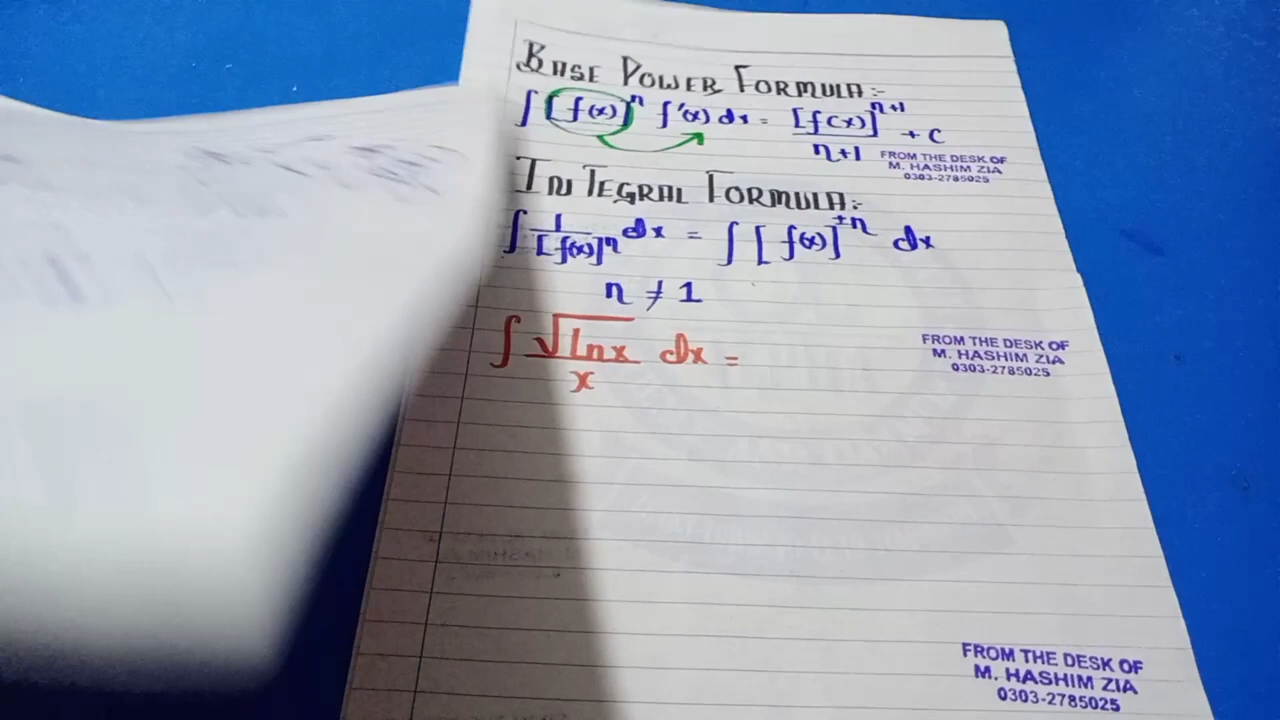 BASE POWER FORMULA:-
∫ [f(x)]^n f'(x) dx = [f(x)]^(n+1) / n+1 + c
FROM THE DESK OF
M. HASHIM ZIA
0303-2785025
INTEGRAL FORMULA:-
∫ 1/[f(x)]^n dx = ∫ [f(x)]^(±n) dx
n ≠ 1
∫ √(ln x) / x dx =
FROM THE DESK OF
M. HASHIM ZIA
0303-2785025
FROM THE DESK OF
M. HASHIM ZIA
0303-2785025